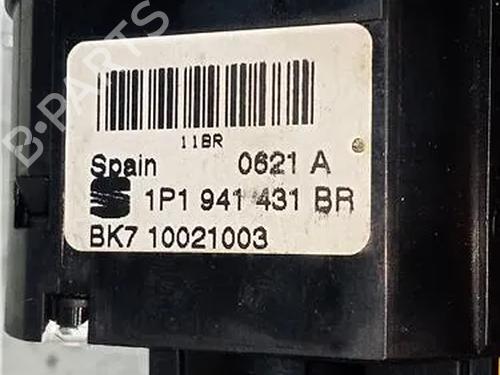 11BR
Spain 0621 A
1P1 941 431 BR
BK7 10021003
B-PARTS